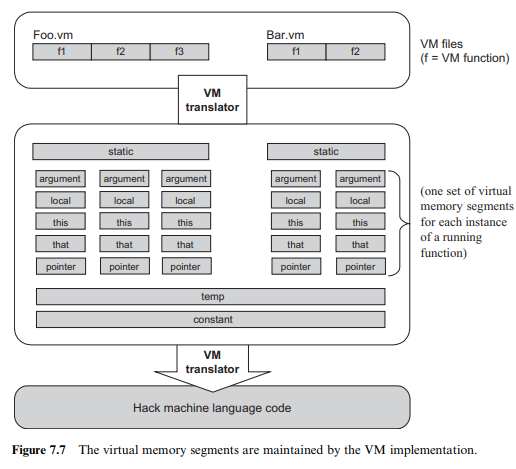 Foo.vm
Bar.vm
f1 f2 f3
f1 f2
VM files
(f = VM function)
VM
translator
static
static
argument argument argument argument argument
local local local local local
this this this this this
that that that that that
pointer pointer pointer pointer pointer
(one set of virtual
memory segments
for each instance
of a running
function)
temp
constant
VM
translator
Hack machine language code
Figure 7.7 The virtual memory segments are maintained by the VM implementation.